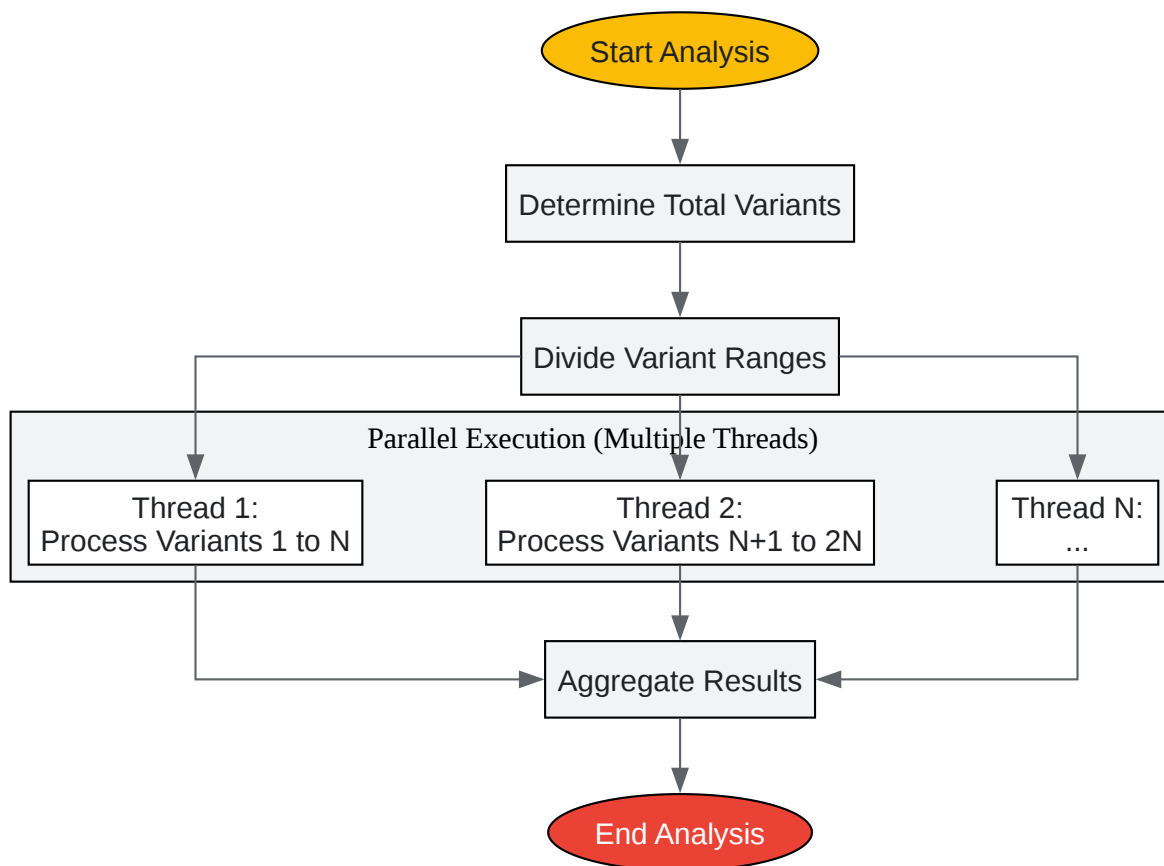 Start Analysis
Determine Total Variants
Divide Variant Ranges
Parallel Execution (Multiple Threads)
Thread 1:
Process Variants 1 to N
Thread 2:
Process Variants N+1 to 2N
Thread N:
...
Aggregate Results
End Analysis